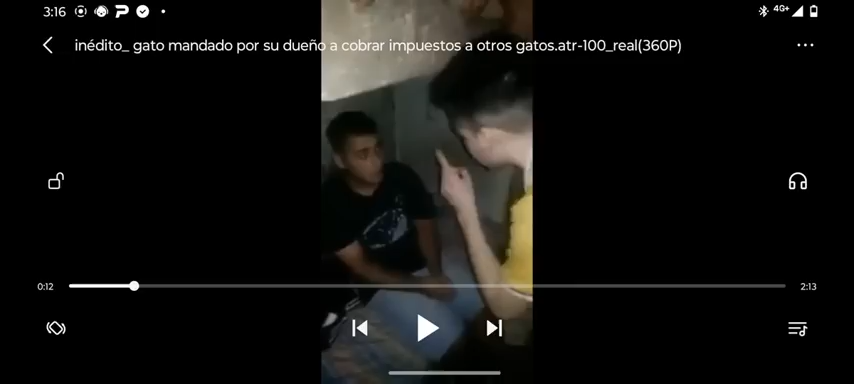 3:16
4G+
inédito_ gato mandado por su dueño a cobrar impuestos a otros gatos.atr-100_real(360P)
0:12
2:13